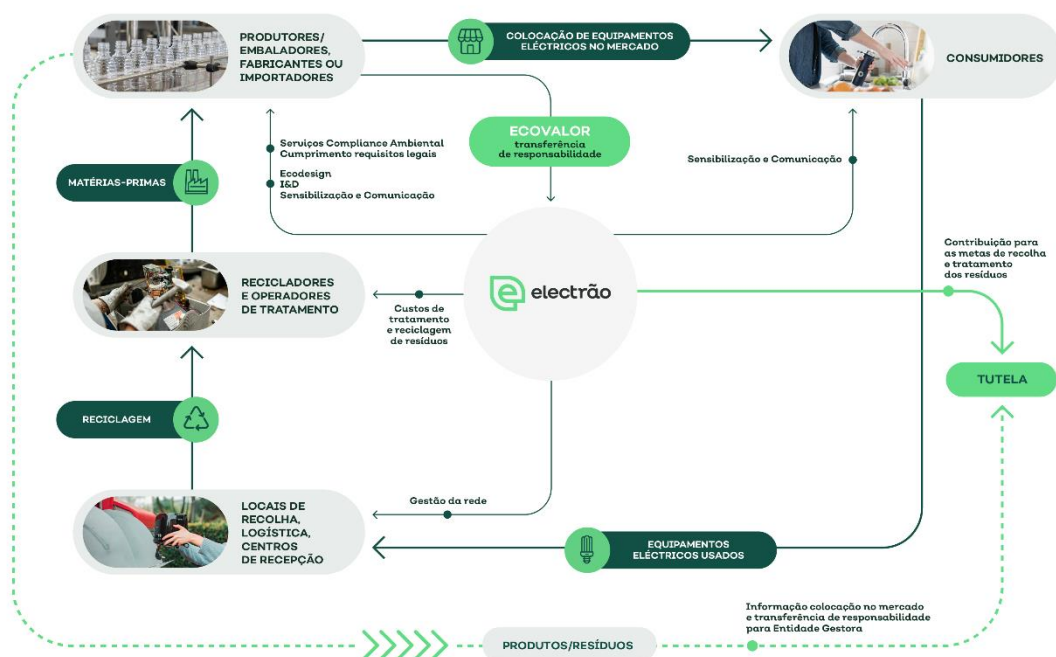 PRODUTORES/
EMBALADORES,
FABRICANTES OU
IMPORTADORES
COLOCAÇÃO DE EQUIPAMENTOS
ELÉCTRICOS NO MERCADO
CONSUMIDORES
ECOVALOR
transferência
de responsabilidade
Serviços Compliance Ambiental
Cumprimento requisitos legais
Ecodesign
I&D
Sensibilização e Comunicação
Sensibilização e Comunicação
MATÉRIAS-PRIMAS
Contribuição para
as metas de recolha
e tratamento
dos resíduos
RECICLADORES
E OPERADORES
DE TRATAMENTO
electrão
Custos de
tratamento
e reciclagem
de resíduos
TUTELA
RECICLAGEM
Gestão da rede
LOCAIS DE
RECOLHA,
LOGÍSTICA,
CENTROS
DE RECEPÇÃO
EQUIPAMENTOS
ELÉCTRICOS USADOS
Informação colocação no mercado
e transferência de responsabilidade
para Entidade Gestora
PRODUTOS/RESÍDUOS